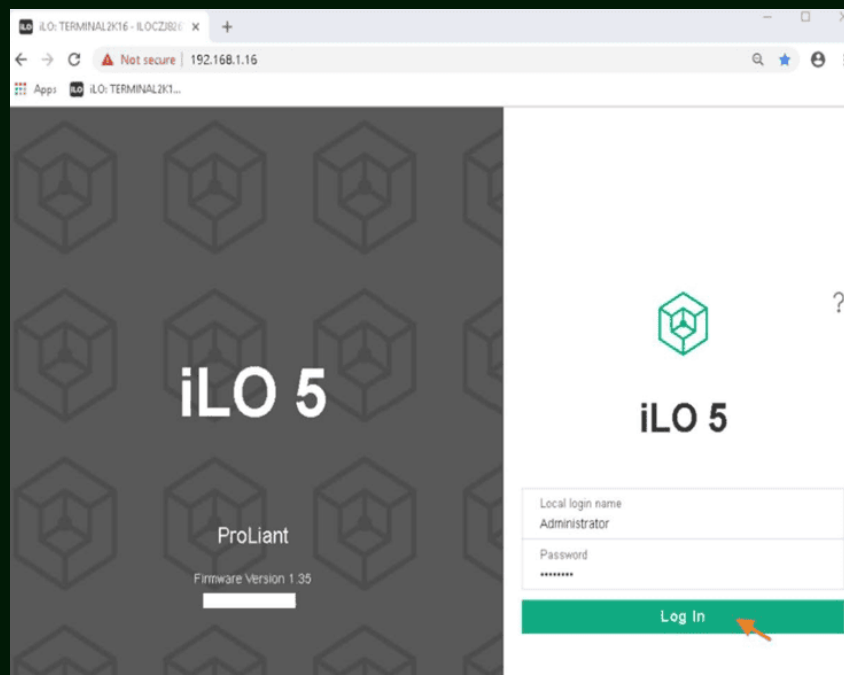 iLO: TERMINAL2K16 - ILOCZJ826
Not secure 192.168.1.16
Apps iLO: TERMINAL2K1...
iLO 5
ProLiant
Firmware Version 1.35
?
iLO 5
Local login name
Administrator
Password
••••••••
Log In